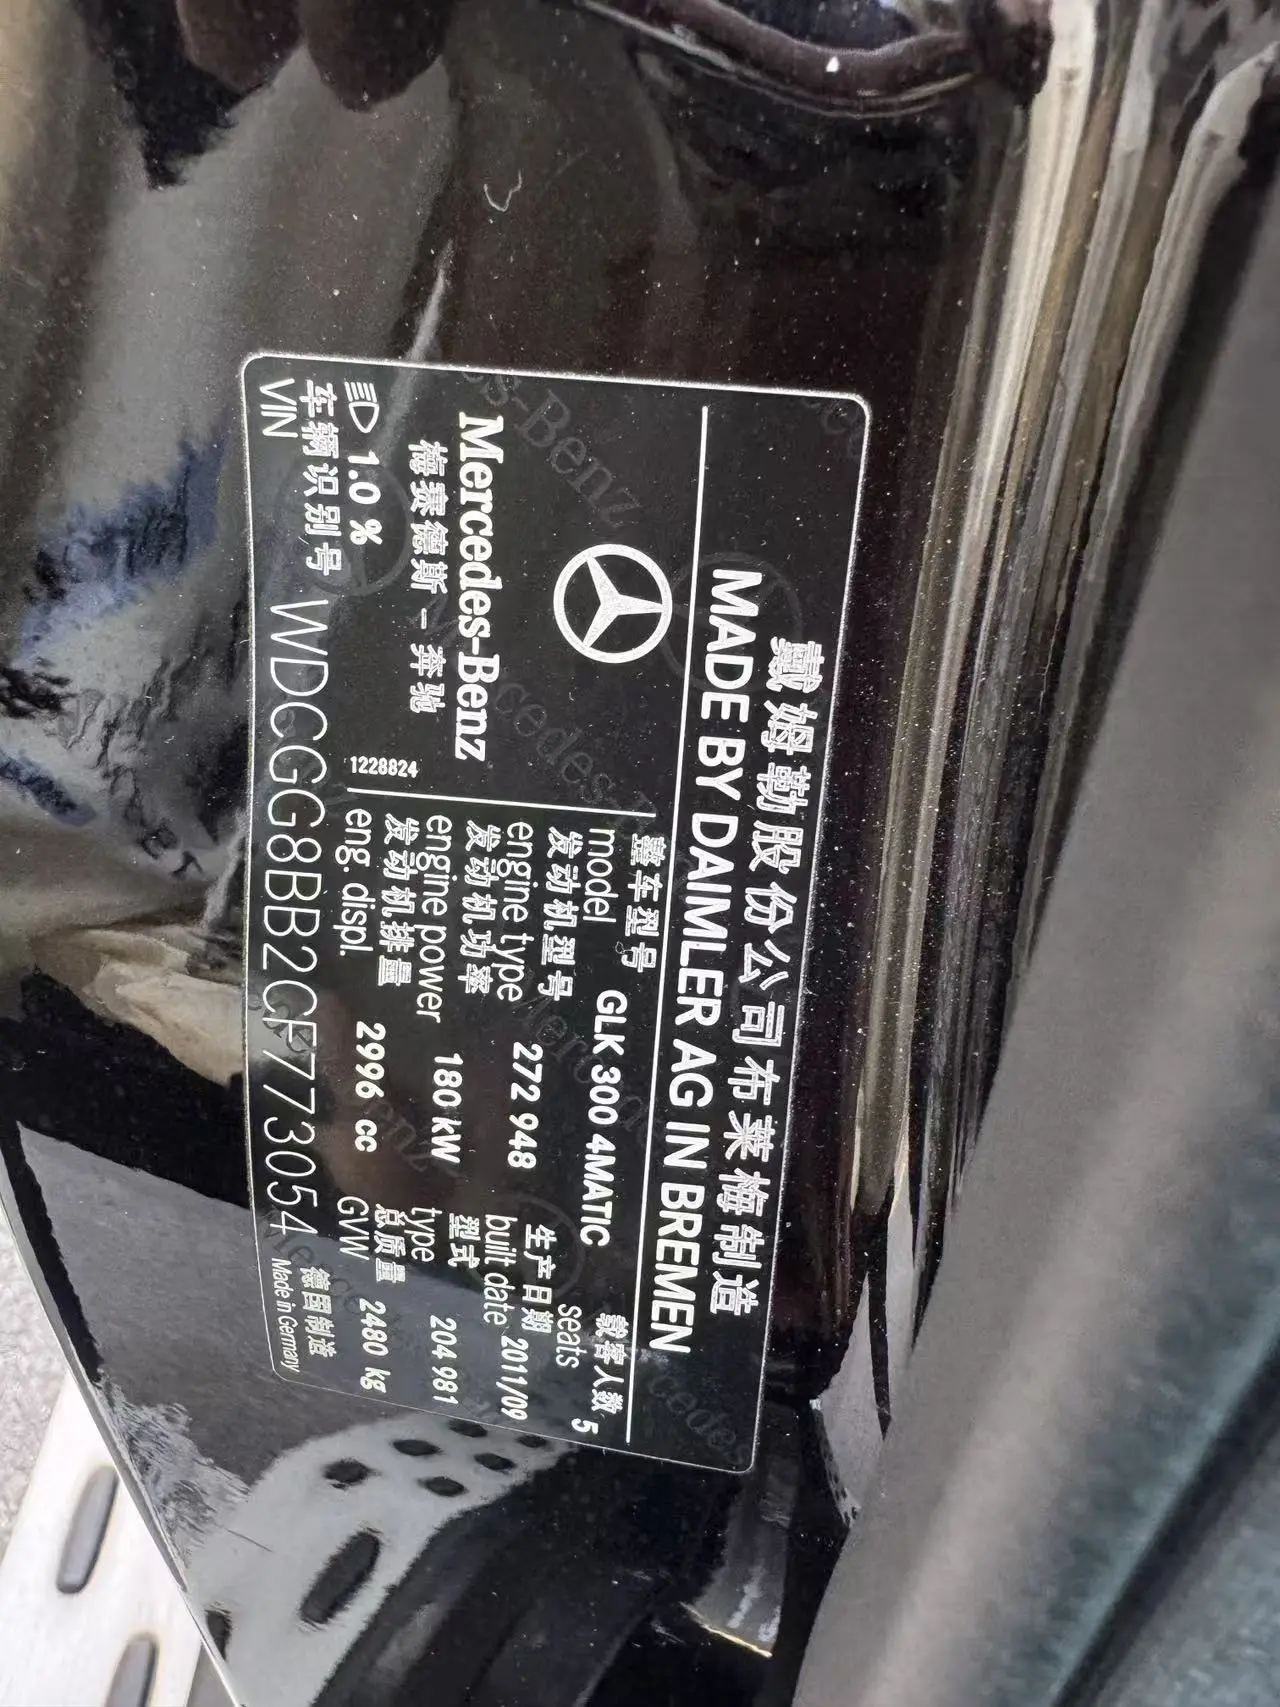 戴姆勒股份公司布莱梅制造
MADE BY DAIMLER AG IN BREMEN
Mercedes-Benz
梅赛德斯－奔驰
1.0 %
1228824
整车型号
model GLK 300 4MATIC
发动机型号
engine type 272 948
发动机功率
engine power 180 kW
发动机排量
eng. displ. 2996 cc
载客人数
seats 5
生产日期
built date 2011/09
型式
type 204 981
总质量
GVW 2480 kg
车辆识别号
VIN WDCGG8BB2CF773054
德国制造
Made in Germany